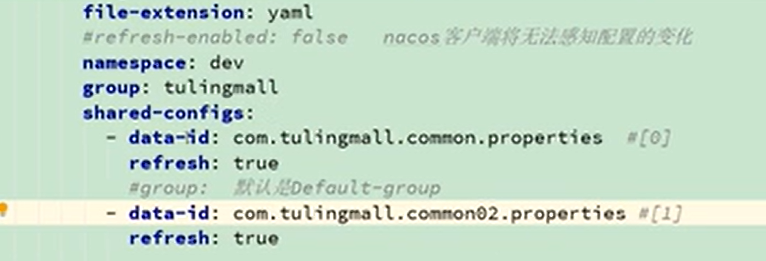 file-extension: yaml
#refresh-enabled: false   nacos客户端将无法感知配置的变化
namespace: dev
group: tulingmall
shared-configs:
- data-id: com.tulingmall.common.properties  #[0]
refresh: true
#group:  默认是Default-group
- data-id: com.tulingmall.common02.properties #[1]
refresh: true